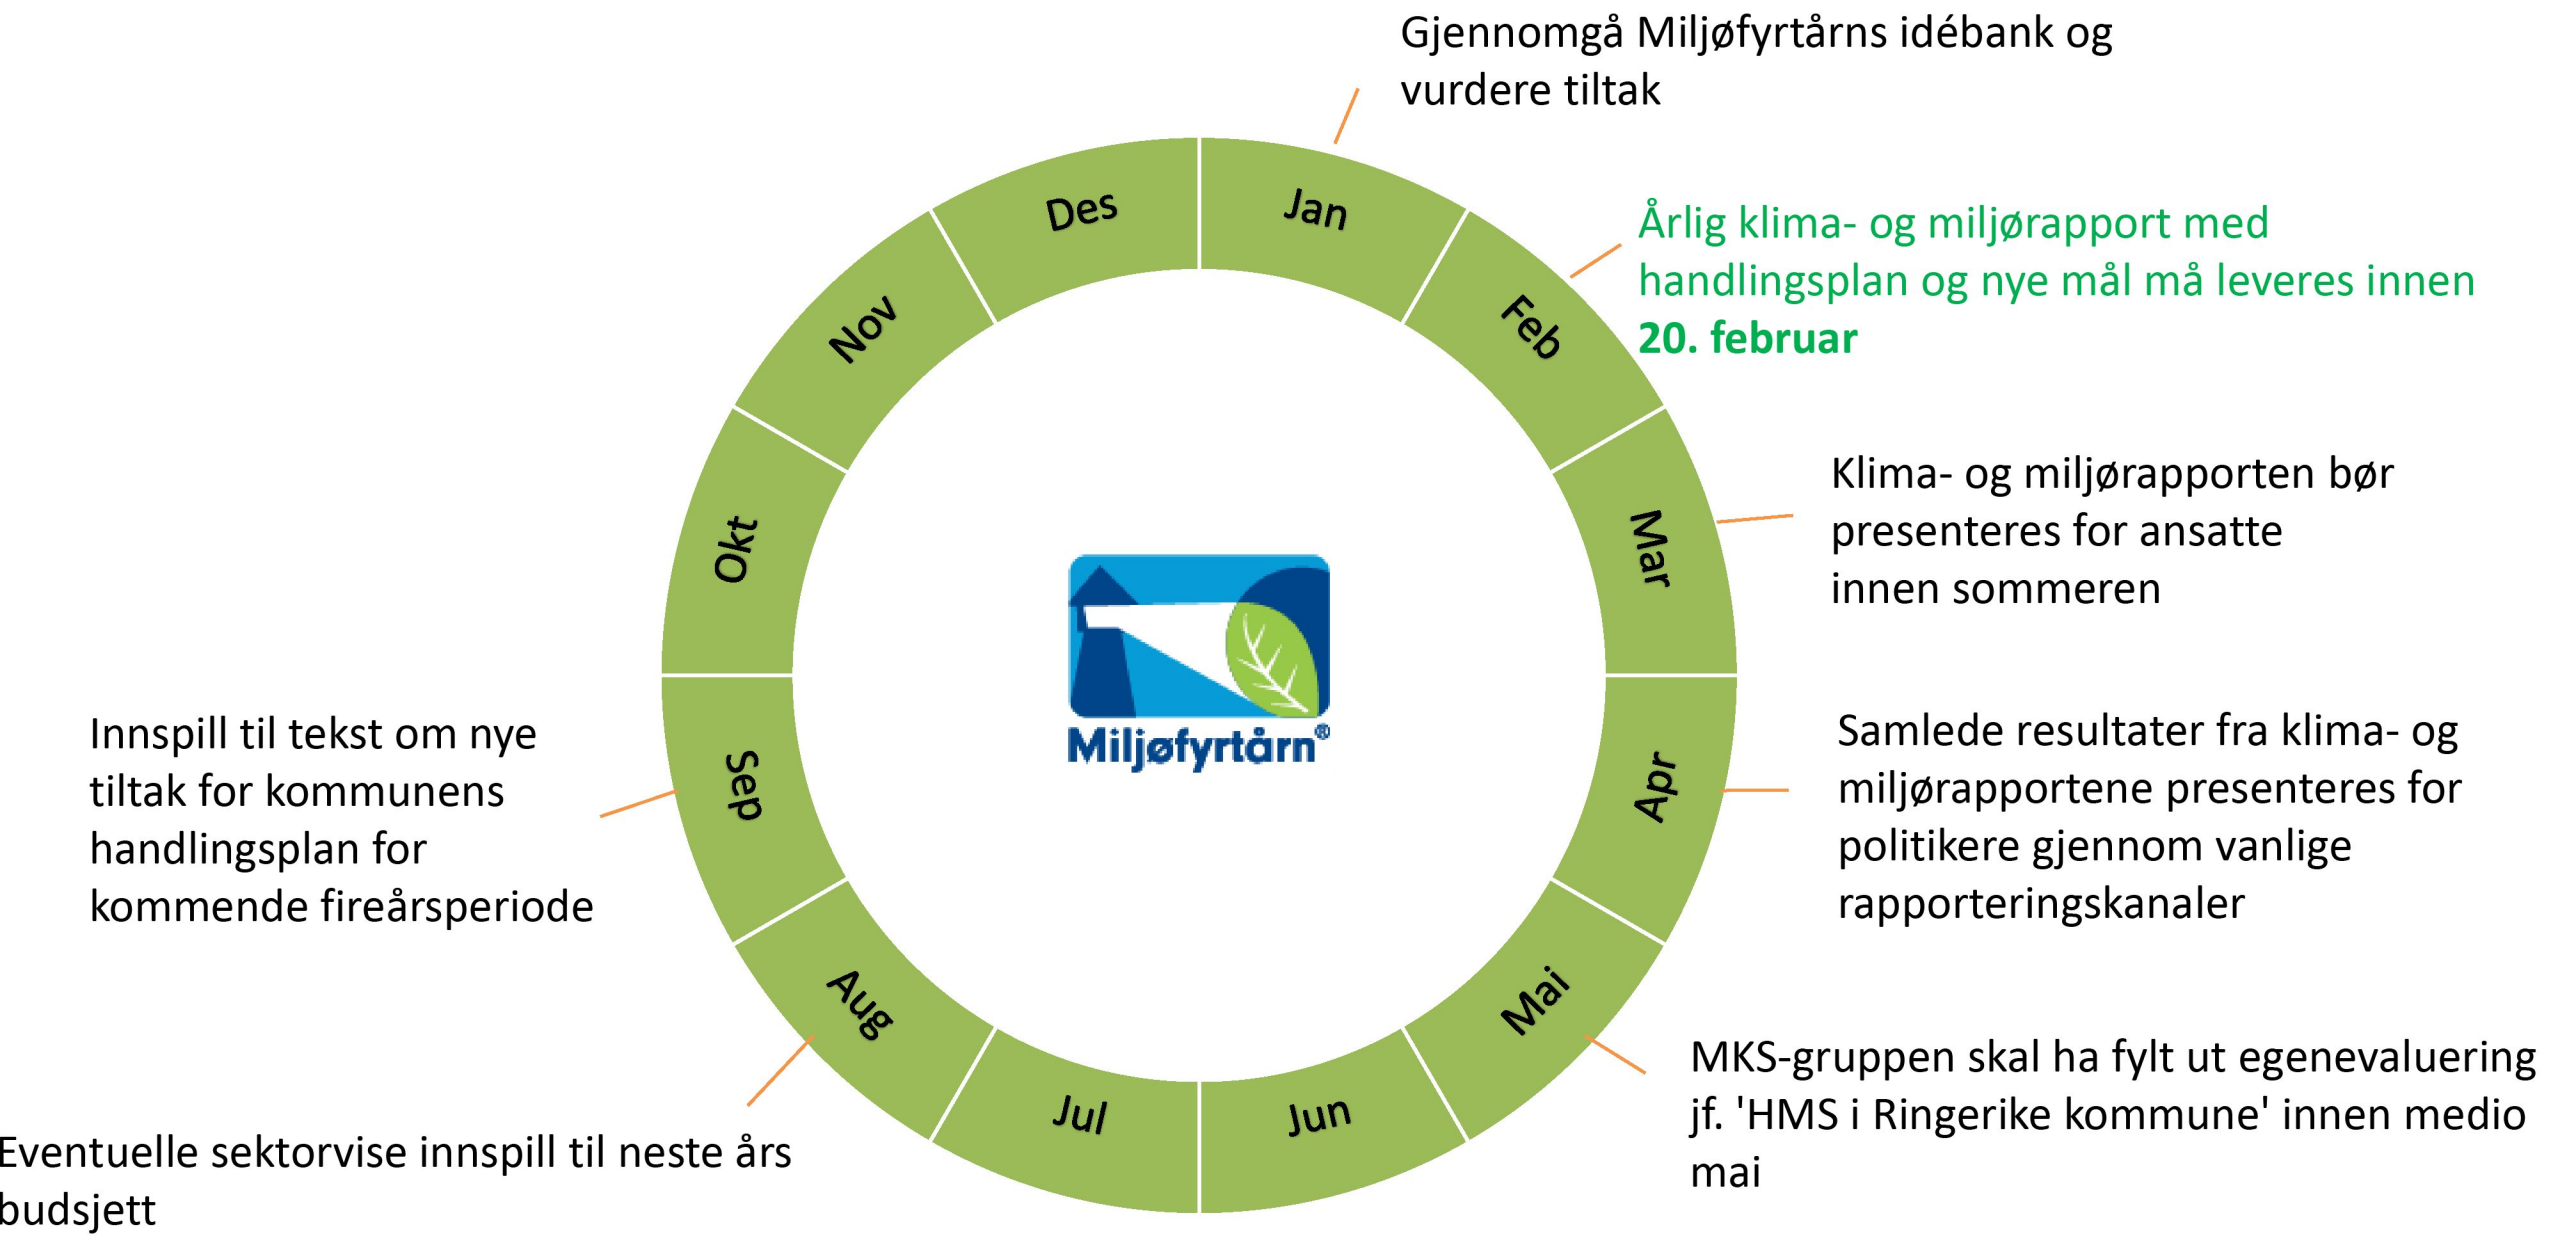 Gjennomgå Miljøfyrtårns idébank og
vurdere tiltak
Årlig klima- og miljørapport med
handlingsplan og nye mål må leveres innen
20. februar
Klima- og miljørapporten bør
presenteres for ansatte
innen sommeren
Samlede resultater fra klima- og
miljørapportene presenteres for
politikere gjennom vanlige
rapporteringskanaler
MKS-gruppen skal ha fylt ut egenevaluering
jf. 'HMS i Ringerike kommune' innen medio
mai
Eventuelle sektorvise innspill til neste års
budsjett
Innspill til tekst om nye
tiltak for kommunens
handlingsplan for
kommende fireårsperiode
Jan
Feb
Mar
Apr
Mai
Jun
Jul
Aug
Sep
Okt
Nov
Des
Miljøfyrtårn®